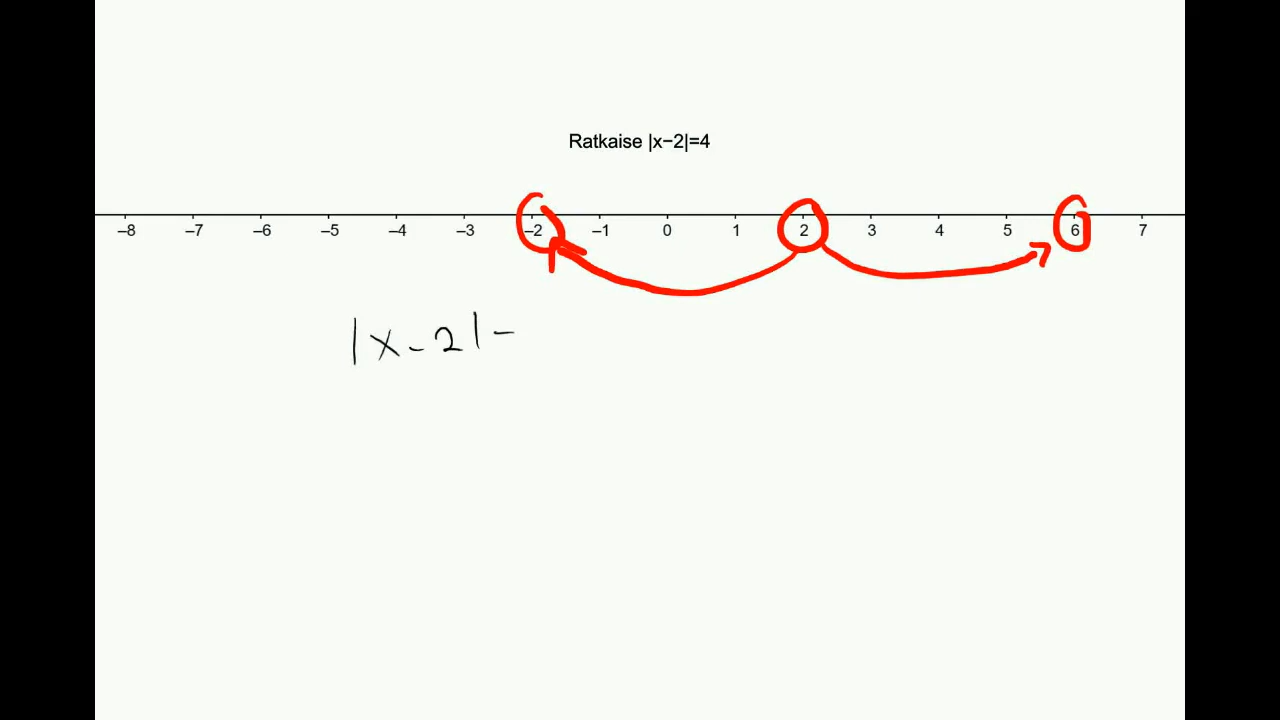 Ratkaise |x−2|=4
–8 –7 –6 –5 –4 –3 –2 –1 0 1 2 3 4 5 6 7
|x-2|-